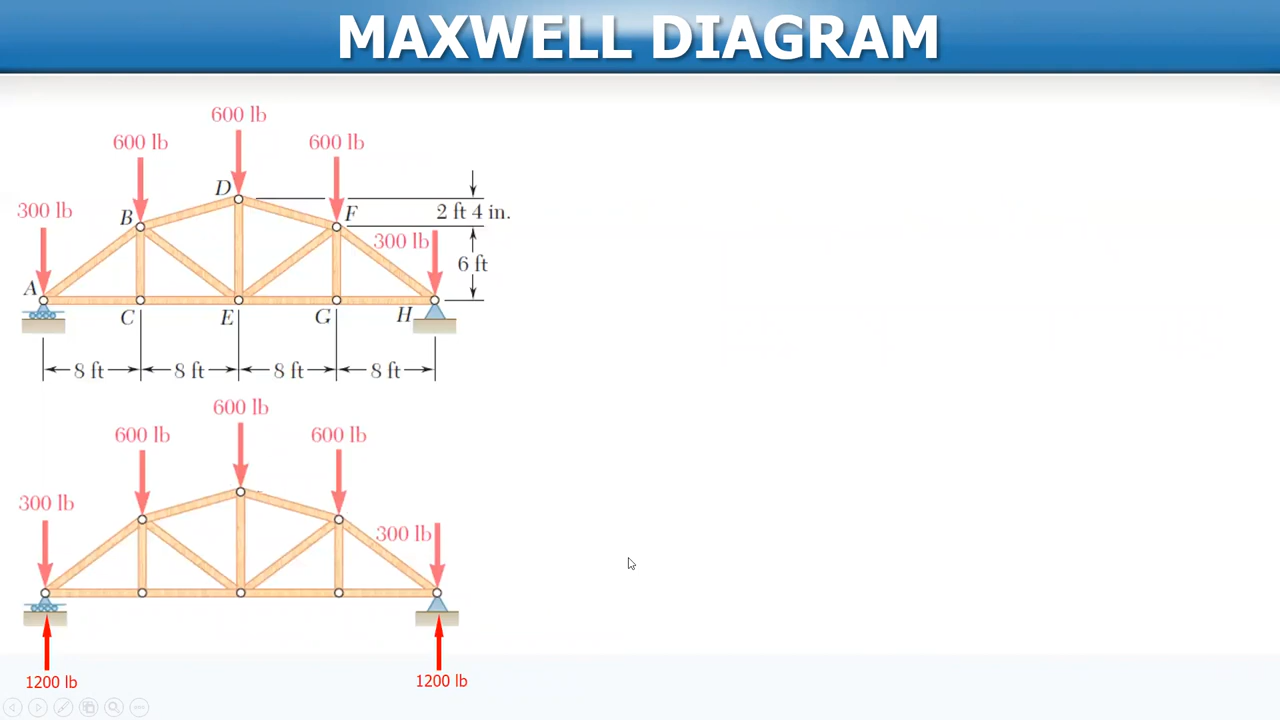 MAXWELL DIAGRAM
600 lb
600 lb
600 lb
D
2 ft 4 in.
300 lb
B
F
300 lb
6 ft
A
C
E
G
H
8 ft
8 ft
8 ft
8 ft
600 lb
600 lb
600 lb
300 lb
300 lb
1200 lb
1200 lb